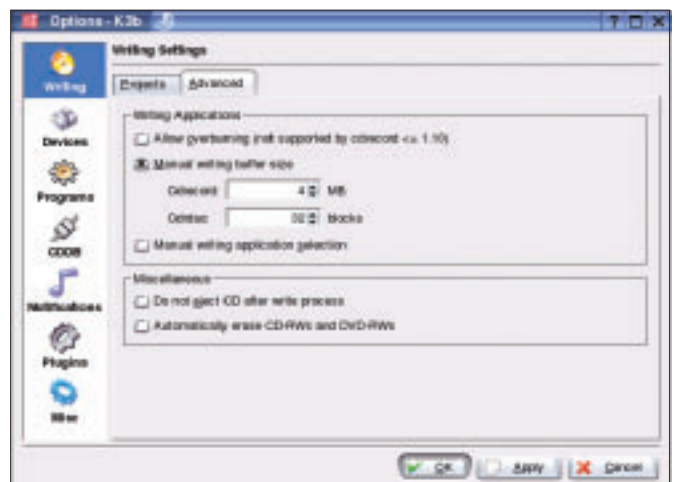 Options - K3b
Writing Settings
Writing
Projects
Advanced
Writing Applications
Allow overburning (not supported by cdrecord <= 1.10)
Manual writing buffer size
Cdrecord:
4
MB
Cdrdao:
32
blocks
Manual writing application selection
Miscellaneous
Do not eject CD after write process
Automatically erase CD-RWs and DVD-RWs
Devices
Programs
CDDB
Notifications
Plugins
Misc
OK
Apply
Cancel